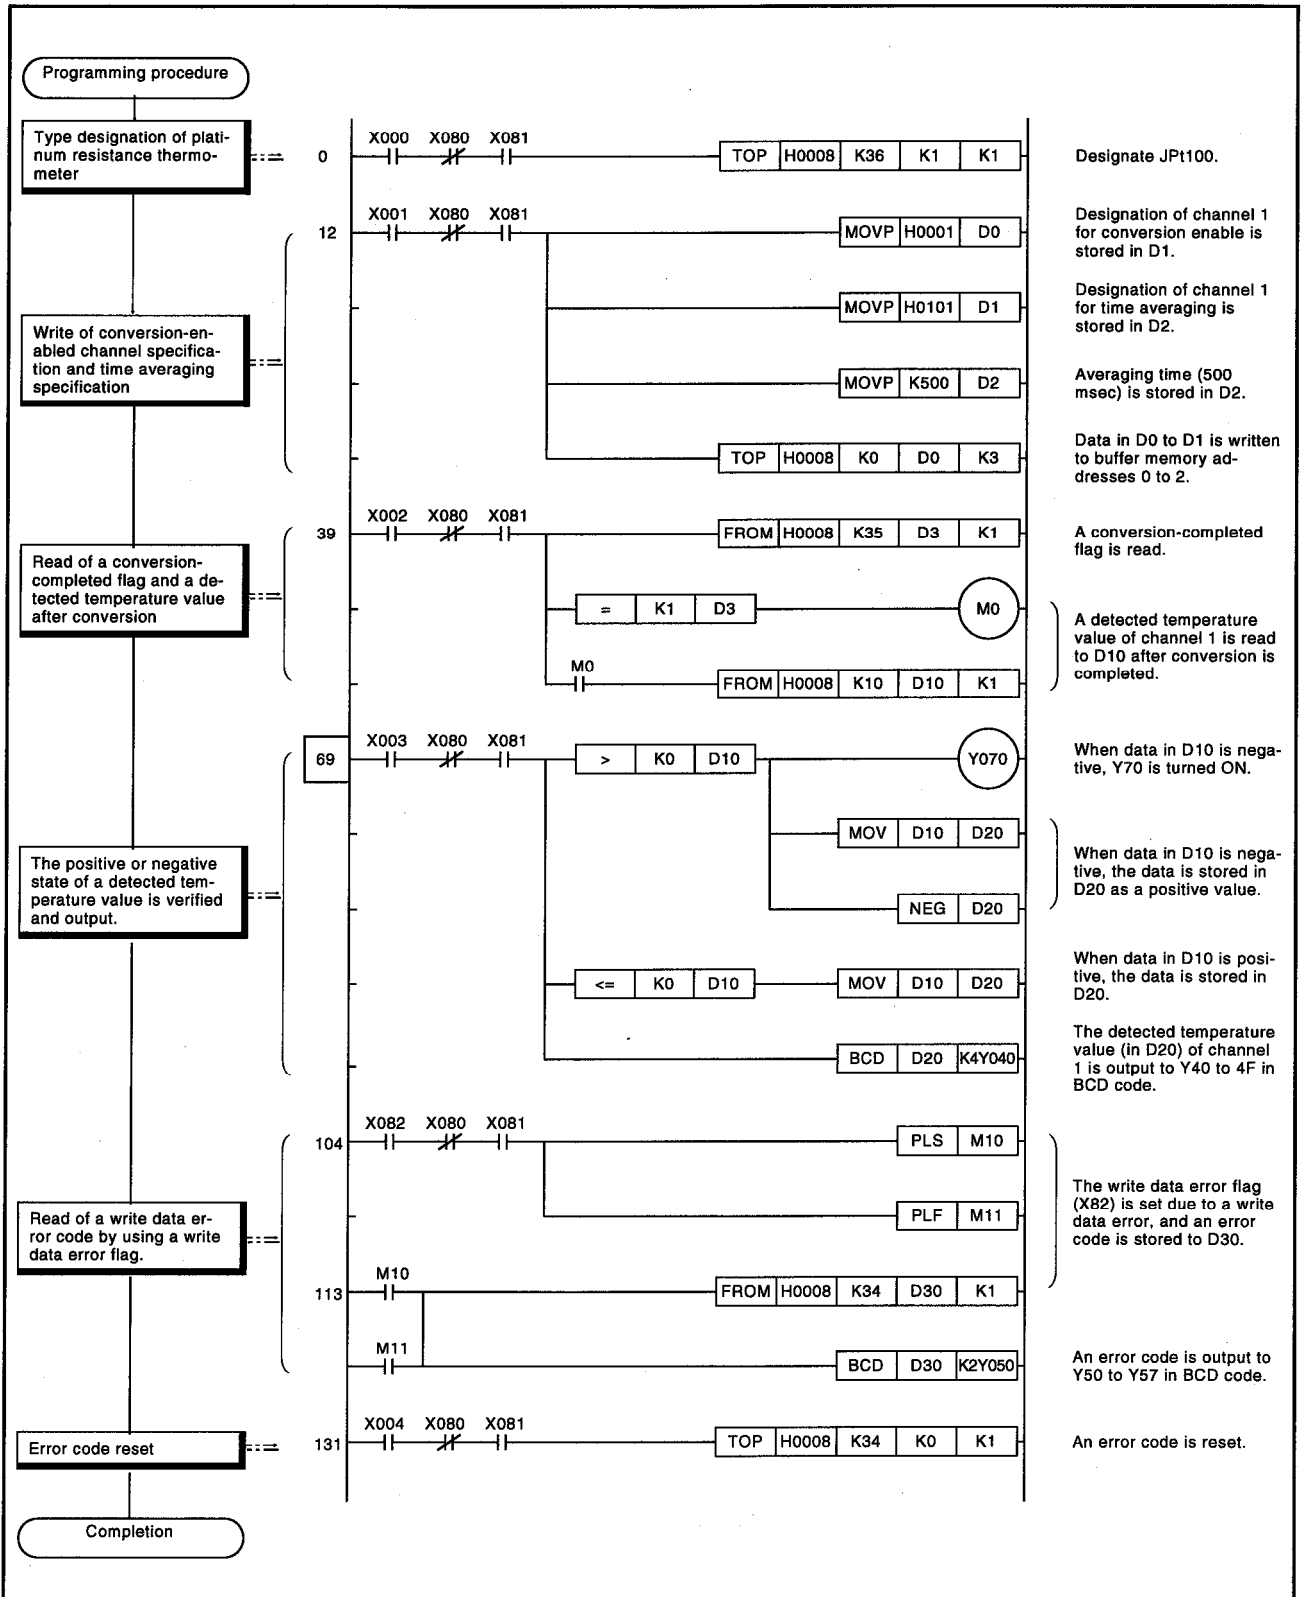 Programming procedure
Type designation of plati-
num resistance thermo-
meter
0
X000 X080 X081
TOP H0008 K36 K1 K1
Designate JPt100.
12
X001 X080 X081
MOVP H0001 D0
Designation of channel 1
for conversion enable is
stored in D1.
MOVP H0101 D1
Designation of channel 1
for time averaging is
stored in D2.
Write of conversion-en-
abled channel specifica-
tion and time averaging
specification
MOVP K500 D2
Averaging time (500
msec) is stored in D2.
TOP H0008 K0 D0 K3
Data in D0 to D1 is written
to buffer memory ad-
dresses 0 to 2.
39
X002 X080 X081
FROM H0008 K35 D3 K1
A conversion-completed
flag is read.
Read of a conversion-
completed flag and a de-
tected temperature value
after conversion
= K1 D3
M0
A detected temperature
value of channel 1 is read
to D10 after conversion is
completed.
M0
FROM H0008 K10 D10 K1
69
X003 X080 X081
> K0 D10
Y070
When data in D10 is nega-
tive, Y70 is turned ON.
MOV D10 D20
When data in D10 is nega-
tive, the data is stored in
D20 as a positive value.
The positive or negative
state of a detected tem-
perature value is verified
and output.
NEG D20
<= K0 D10
MOV D10 D20
When data in D10 is posi-
tive, the data is stored in
D20.
BCD D20 K4Y040
The detected temperature
value (in D20) of channel
1 is output to Y40 to 4F in
BCD code.
104
X082 X080 X081
PLS M10
PLF M11
The write data error flag
(X82) is set due to a write
data error, and an error
code is stored to D30.
Read of a write data er-
ror code by using a write
data error flag.
113
M10
FROM H0008 K34 D30 K1
M11
BCD D30 K2Y050
An error code is output to
Y50 to Y57 in BCD code.
Error code reset
131
X004 X080 X081
TOP H0008 K34 K0 K1
An error code is reset.
Completion